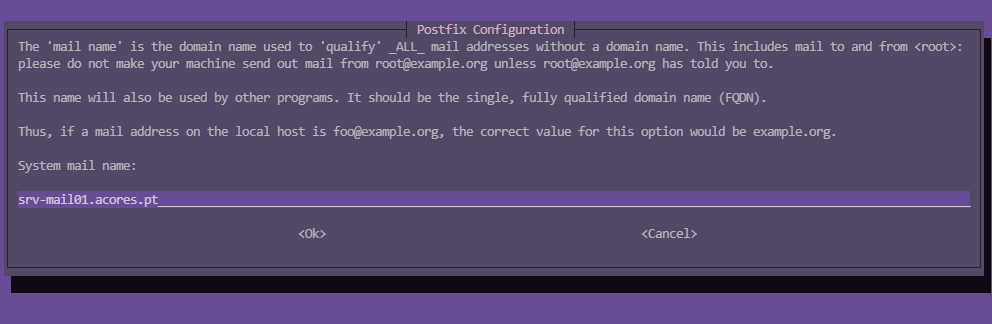 Postfix Configuration
The 'mail name' is the domain name used to 'qualify' _ALL_ mail addresses without a domain name. This includes mail to and from <root>:
please do not make your machine send out mail from root@example.org unless root@example.org has told you to.
This name will also be used by other programs. It should be the single, fully qualified domain name (FQDN).
Thus, if a mail address on the local host is foo@example.org, the correct value for this option would be example.org.
System mail name:
srv-mail01.acores.pt
<Ok> <Cancel>